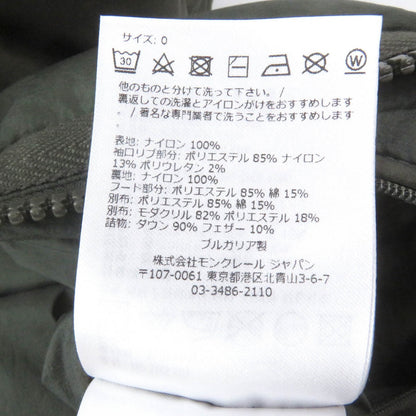 サイズ: 0
30
W
他のものと分けて洗って下さい。/
裏返しての洗濯とアイロンがけをおすすめします
。/ 著名な専門業者で洗うことをおすすめします
表地: ナイロン 100%
袖口リブ部分: ポリエステル 85% ナイロン
13% ポリウレタン 2%
裏地: ナイロン 100%
フード部分: ポリエステル 85% 綿 15%
別布: ポリエステル 85% 綿 15%
別布: モダクリル 82% ポリエステル 18%
詰物: ダウン 90% フェザー 10%
ブルガリア製
株式会社モンクレール ジャパン
〒107-0061 東京都港区北青山3-6-7
03-3486-2110